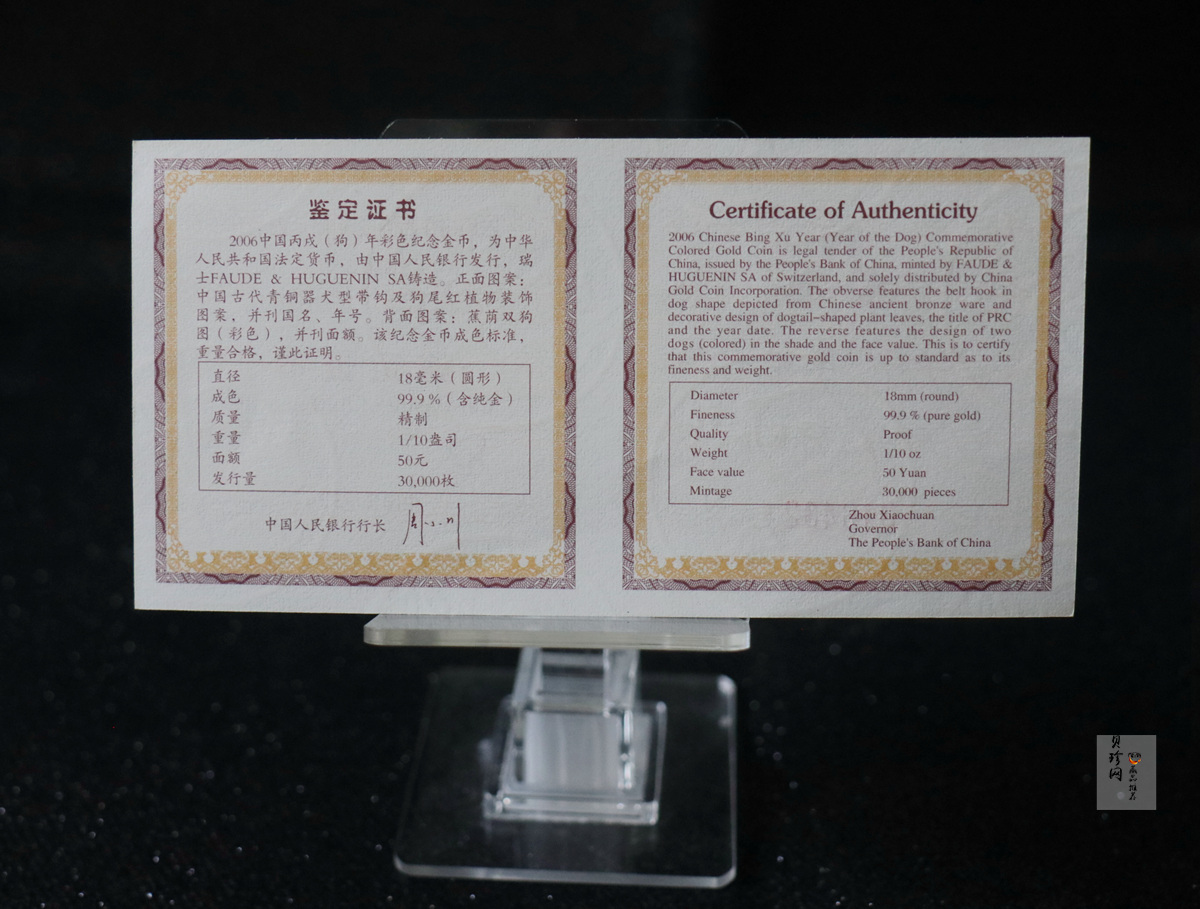 鉴定证书
2006中国丙戌（狗）年彩色纪念金币，为中华
人民共和国法定货币，由中国人民银行发行，瑞
士FAUDE & HUGUENIN SA铸造。正面图案：
中国古代青铜器犬型带钩及狗尾红植物装饰
图案，并刊国名、年号。背面图案：蕉荫双狗
图（彩色），并刊面额。该纪念金币成色标准，
重量合格，谨此证明。
直径 18毫米（圆形）
成色 99.9%（含纯金）
质量 精制
重量 1/10盎司
面额 50元
发行量 30,000枚
中国人民银行行长
Certificate of Authenticity
2006 Chinese Bing Xu Year (Year of the Dog) Commemorative
Colored Gold Coin is legal tender of the People's Republic of
China, issued by the People's Bank of China, minted by FAUDE &
HUGUENIN SA of Switzerland, and solely distributed by China
Gold Coin Incorporation. The obverse features the belt hook in
dog shape depicted from Chinese ancient bronze ware and
decorative design of dogtail-shaped plant leaves, the title of PRC
and the year date. The reverse features the design of two
dogs (colored) in the shade and the face value. This is to certify
that this commemorative gold coin is up to standard as to its
fineness and weight.
Diameter 18mm (round)
Fineness 99.9 % (pure gold)
Quality Proof
Weight 1/10 oz
Face value 50 Yuan
Mintage 30,000 pieces
Zhou Xiaochuan
Governor
The People's Bank of China
贝珍网